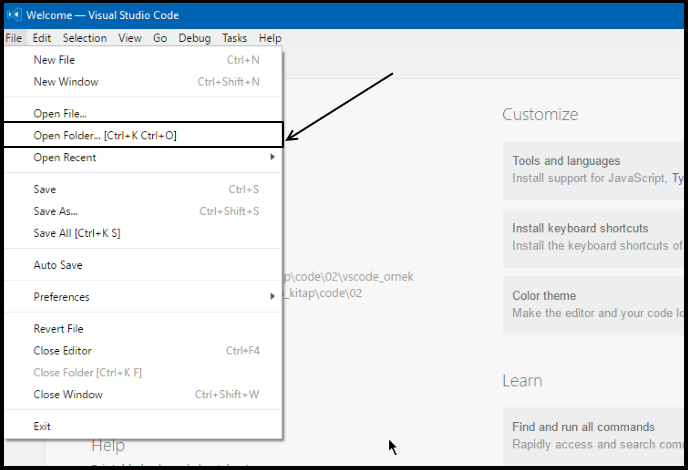 Welcome — Visual Studio Code
File Edit Selection View Go Debug Tasks Help
New File Ctrl+N
New Window Ctrl+Shift+N
Open File...
Open Folder... [Ctrl+K Ctrl+O]
Open Recent
Save Ctrl+S
Save As... Ctrl+Shift+S
Save All [Ctrl+K S]
Auto Save
Preferences
Revert File
Close Editor Ctrl+F4
Close Folder [Ctrl+K F]
Close Window Ctrl+Shift+W
Exit
\code\02\vscode_ornek
_kitap\code\02
Help
Customize
Tools and languages
Install support for JavaScript, Ty
Install keyboard shortcuts
Install the keyboard shortcuts of
Color theme
Make the editor and your code lo
Learn
Find and run all commands
Rapidly access and search com